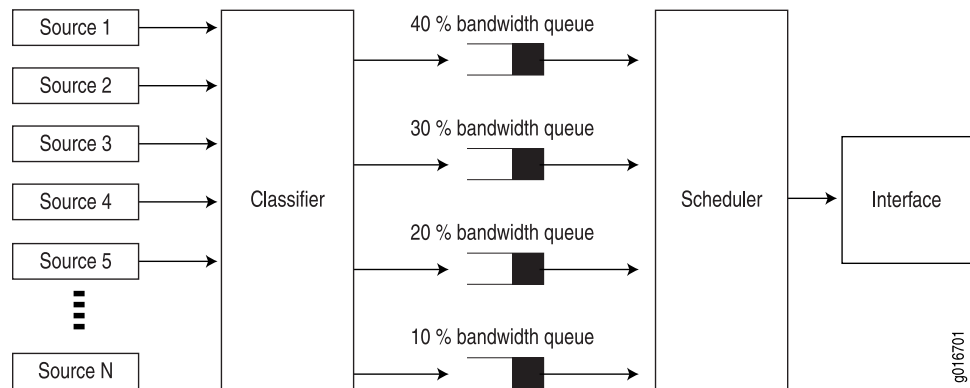 Source 1
Source 2
Source 3
Source 4
Source 5
Source N
Classifier
40 % bandwidth queue
30 % bandwidth queue
20 % bandwidth queue
10 % bandwidth queue
Scheduler
Interface
g016701